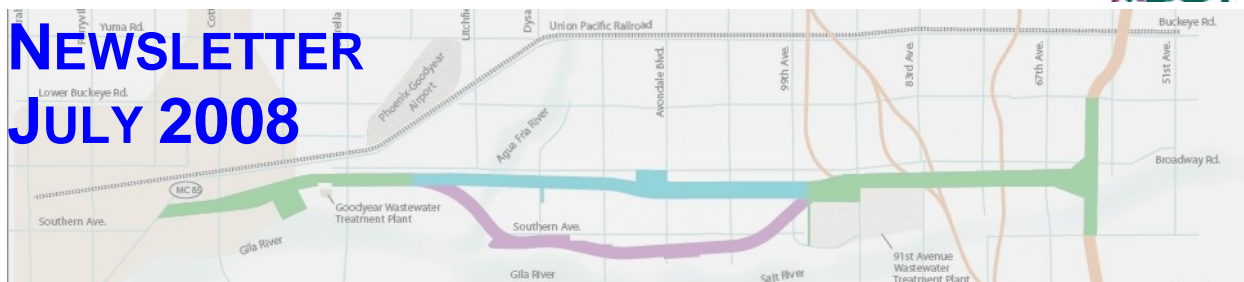 NEWSLETTER
JULY 2008
Yuma Rd.
Litchfie
Dysa
Union Pacific Railroad
Buckeye Rd.
Lower Buckeye Rd.
Phoenix-Goodyear
Airport
Agua Fria River
Avondale Blvd.
99th Ave.
83rd Ave.
67th Ave.
51st Ave.
Broadway Rd.
MC 85
Goodyear Wastewater
Treatment Plant
Southern Ave.
Southern Ave.
Gila River
Gila River
Salt River
91st Avenue
Wastewater
Treatment Plant